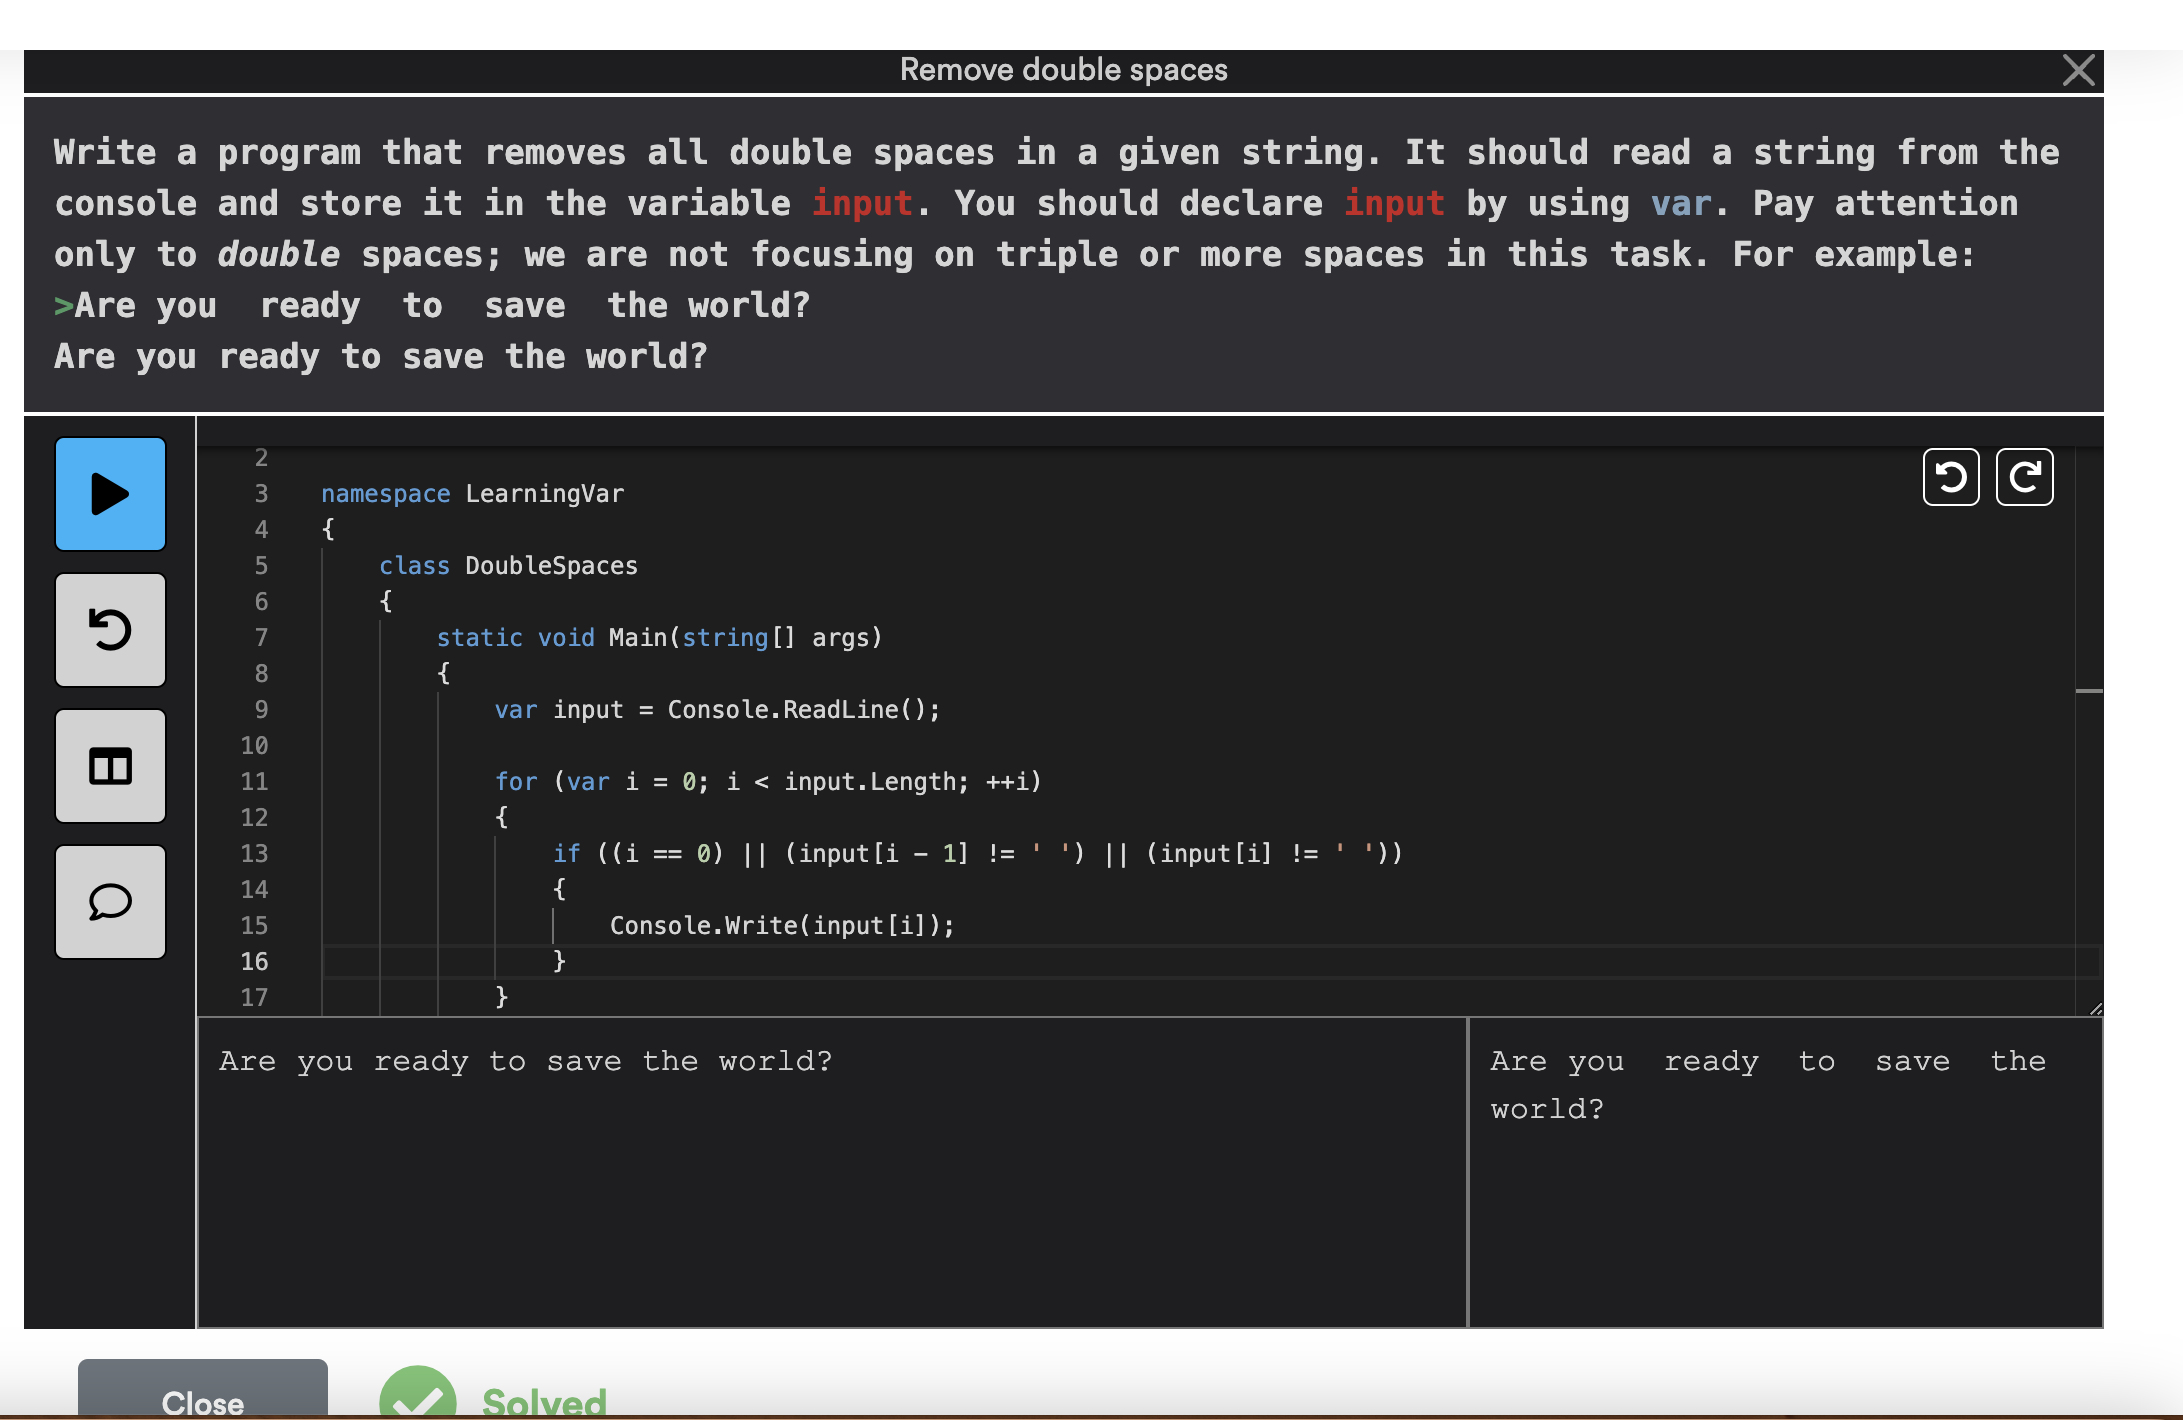 Remove double spaces
Write a program that removes all double spaces in a given string. It should read a string from the
console and store it in the variable input. You should declare input by using var. Pay attention
only to double spaces; we are not focusing on triple or more spaces in this task. For example:
>Are you  ready  to  save  the world?
Are you ready to save the world?
2
3 namespace LearningVar
4 {
5     class DoubleSpaces
6     {
7         static void Main(string[] args)
8         {
9             var input = Console.ReadLine();
10
11             for (var i = 0; i < input.Length; ++i)
12             {
13                 if ((i == 0) || (input[i - 1] != ' ') || (input[i] != ' '))
14                 {
15                     Console.Write(input[i]);
16                 }
17             }
Are you ready to save the world?
Are you  ready  to  save  the
world?
Close
Solved